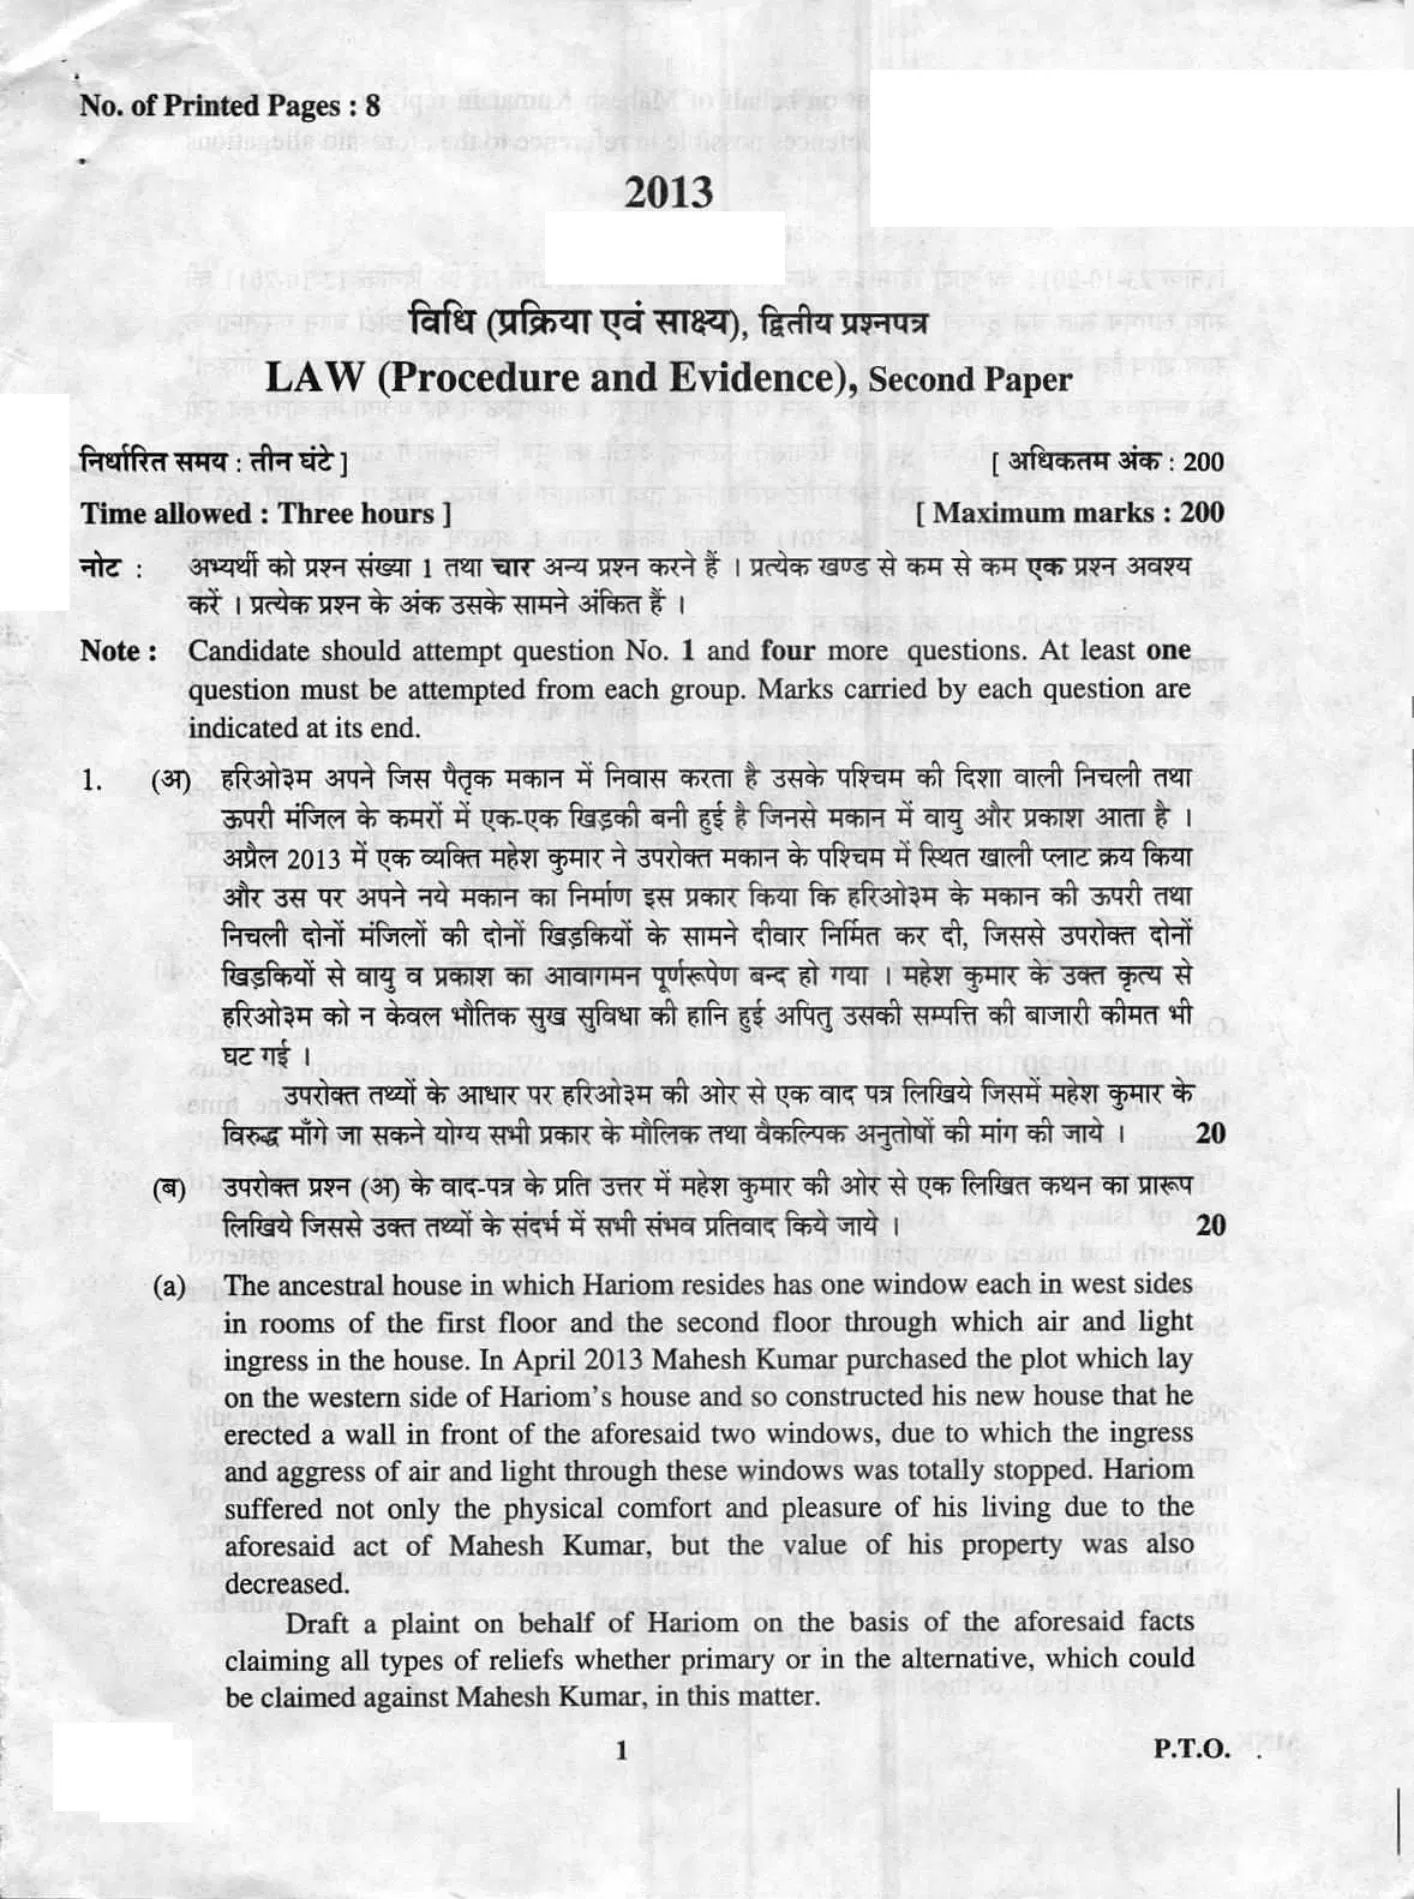 No. of Printed Pages : 8
2013
विधि (प्रक्रिया एवं साक्ष्य), द्वितीय प्रश्नपत्र
LAW (Procedure and Evidence), Second Paper
निर्धारित समय : तीन घंटे ] [ अधिकतम अंक : 200
Time allowed : Three hours ] [ Maximum marks : 200
नोट : अभ्यर्थी को प्रश्न संख्या 1 तथा चार अन्य प्रश्न करने हैं । प्रत्येक खण्ड से कम से कम एक प्रश्न अवश्य
करें । प्रत्येक प्रश्न के अंक उसके सामने अंकित हैं ।
Note : Candidate should attempt question No. 1 and four more questions. At least one
question must be attempted from each group. Marks carried by each question are
indicated at its end.
1. (अ) हरिओ३म अपने जिस पैतृक मकान में निवास करता है उसके पश्चिम की दिशा वाली निचली तथा
ऊपरी मंजिल के कमरों में एक-एक खिड़की बनी हुई है जिनसे मकान में वायु और प्रकाश आता है ।
अप्रैल 2013 में एक व्यक्ति महेश कुमार ने उपरोक्त मकान के पश्चिम में स्थित खाली प्लाट क्रय किया
और उस पर अपने नये मकान का निर्माण इस प्रकार किया कि हरिओ३म के मकान की ऊपरी तथा
निचली दोनों मंजिलों की दोनों खिड़कियों के सामने दीवार निर्मित कर दी, जिससे उपरोक्त दोनों
खिड़कियों से वायु व प्रकाश का आवागमन पूर्णरूपेण बन्द हो गया । महेश कुमार के उक्त कृत्य से
हरिओ३म को न केवल भौतिक सुख सुविधा की हानि हुई अपितु उसकी सम्पत्ति की बाजारी कीमत भी
घट गई ।
उपरोक्त तथ्यों के आधार पर हरिओ३म की ओर से एक वाद पत्र लिखिये जिसमें महेश कुमार के
विरुद्ध माँगे जा सकने योग्य सभी प्रकार के मौलिक तथा वैकल्पिक अनुतोषों की मांग की जाये । 20
(ब) उपरोक्त प्रश्न (अ) के वाद-पत्र के प्रति उत्तर में महेश कुमार की ओर से एक लिखित कथन का प्रारूप
लिखिये जिससे उक्त तथ्यों के संदर्भ में सभी संभव प्रतिवाद किये जाये । 20
(a) The ancestral house in which Hariom resides has one window each in west sides
in rooms of the first floor and the second floor through which air and light
ingress in the house. In April 2013 Mahesh Kumar purchased the plot which lay
on the western side of Hariom's house and so constructed his new house that he
erected a wall in front of the aforesaid two windows, due to which the ingress
and aggress of air and light through these windows was totally stopped. Hariom
suffered not only the physical comfort and pleasure of his living due to the
aforesaid act of Mahesh Kumar, but the value of his property was also
decreased.
Draft a plaint on behalf of Hariom on the basis of the aforesaid facts
claiming all types of reliefs whether primary or in the alternative, which could
be claimed against Mahesh Kumar, in this matter.
1 P.T.O.